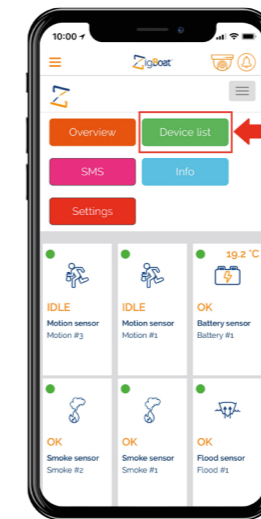 10:00
ZigBoat
Overview
Device list
SMS
Info
Settings
19.2 °C
IDLE
IDLE
OK
Motion sensor
Motion sensor
Battery sensor
Motion #3
Motion #1
Battery #1
OK
OK
OK
Smoke sensor
Smoke sensor
Flood sensor
Smoke #2
Smoke #1
Flood #1